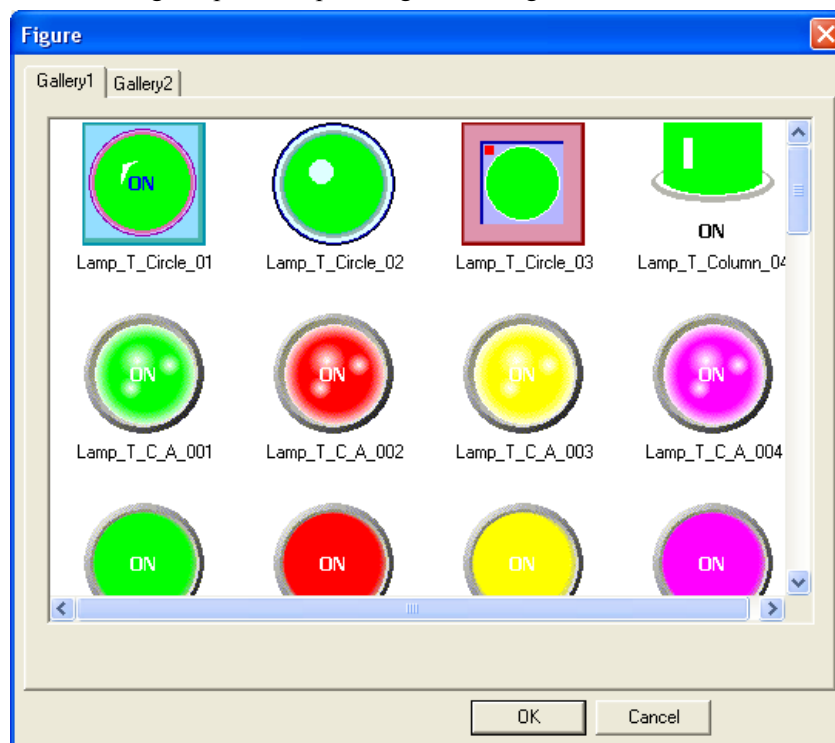 Figure
Gallery1 Gallery2
ON
ON
Lamp_T_Circle_01 Lamp_T_Circle_02 Lamp_T_Circle_03 Lamp_T_Column_04
ON ON ON ON
Lamp_T_C_A_001 Lamp_T_C_A_002 Lamp_T_C_A_003 Lamp_T_C_A_004
ON ON ON ON
OK Cancel